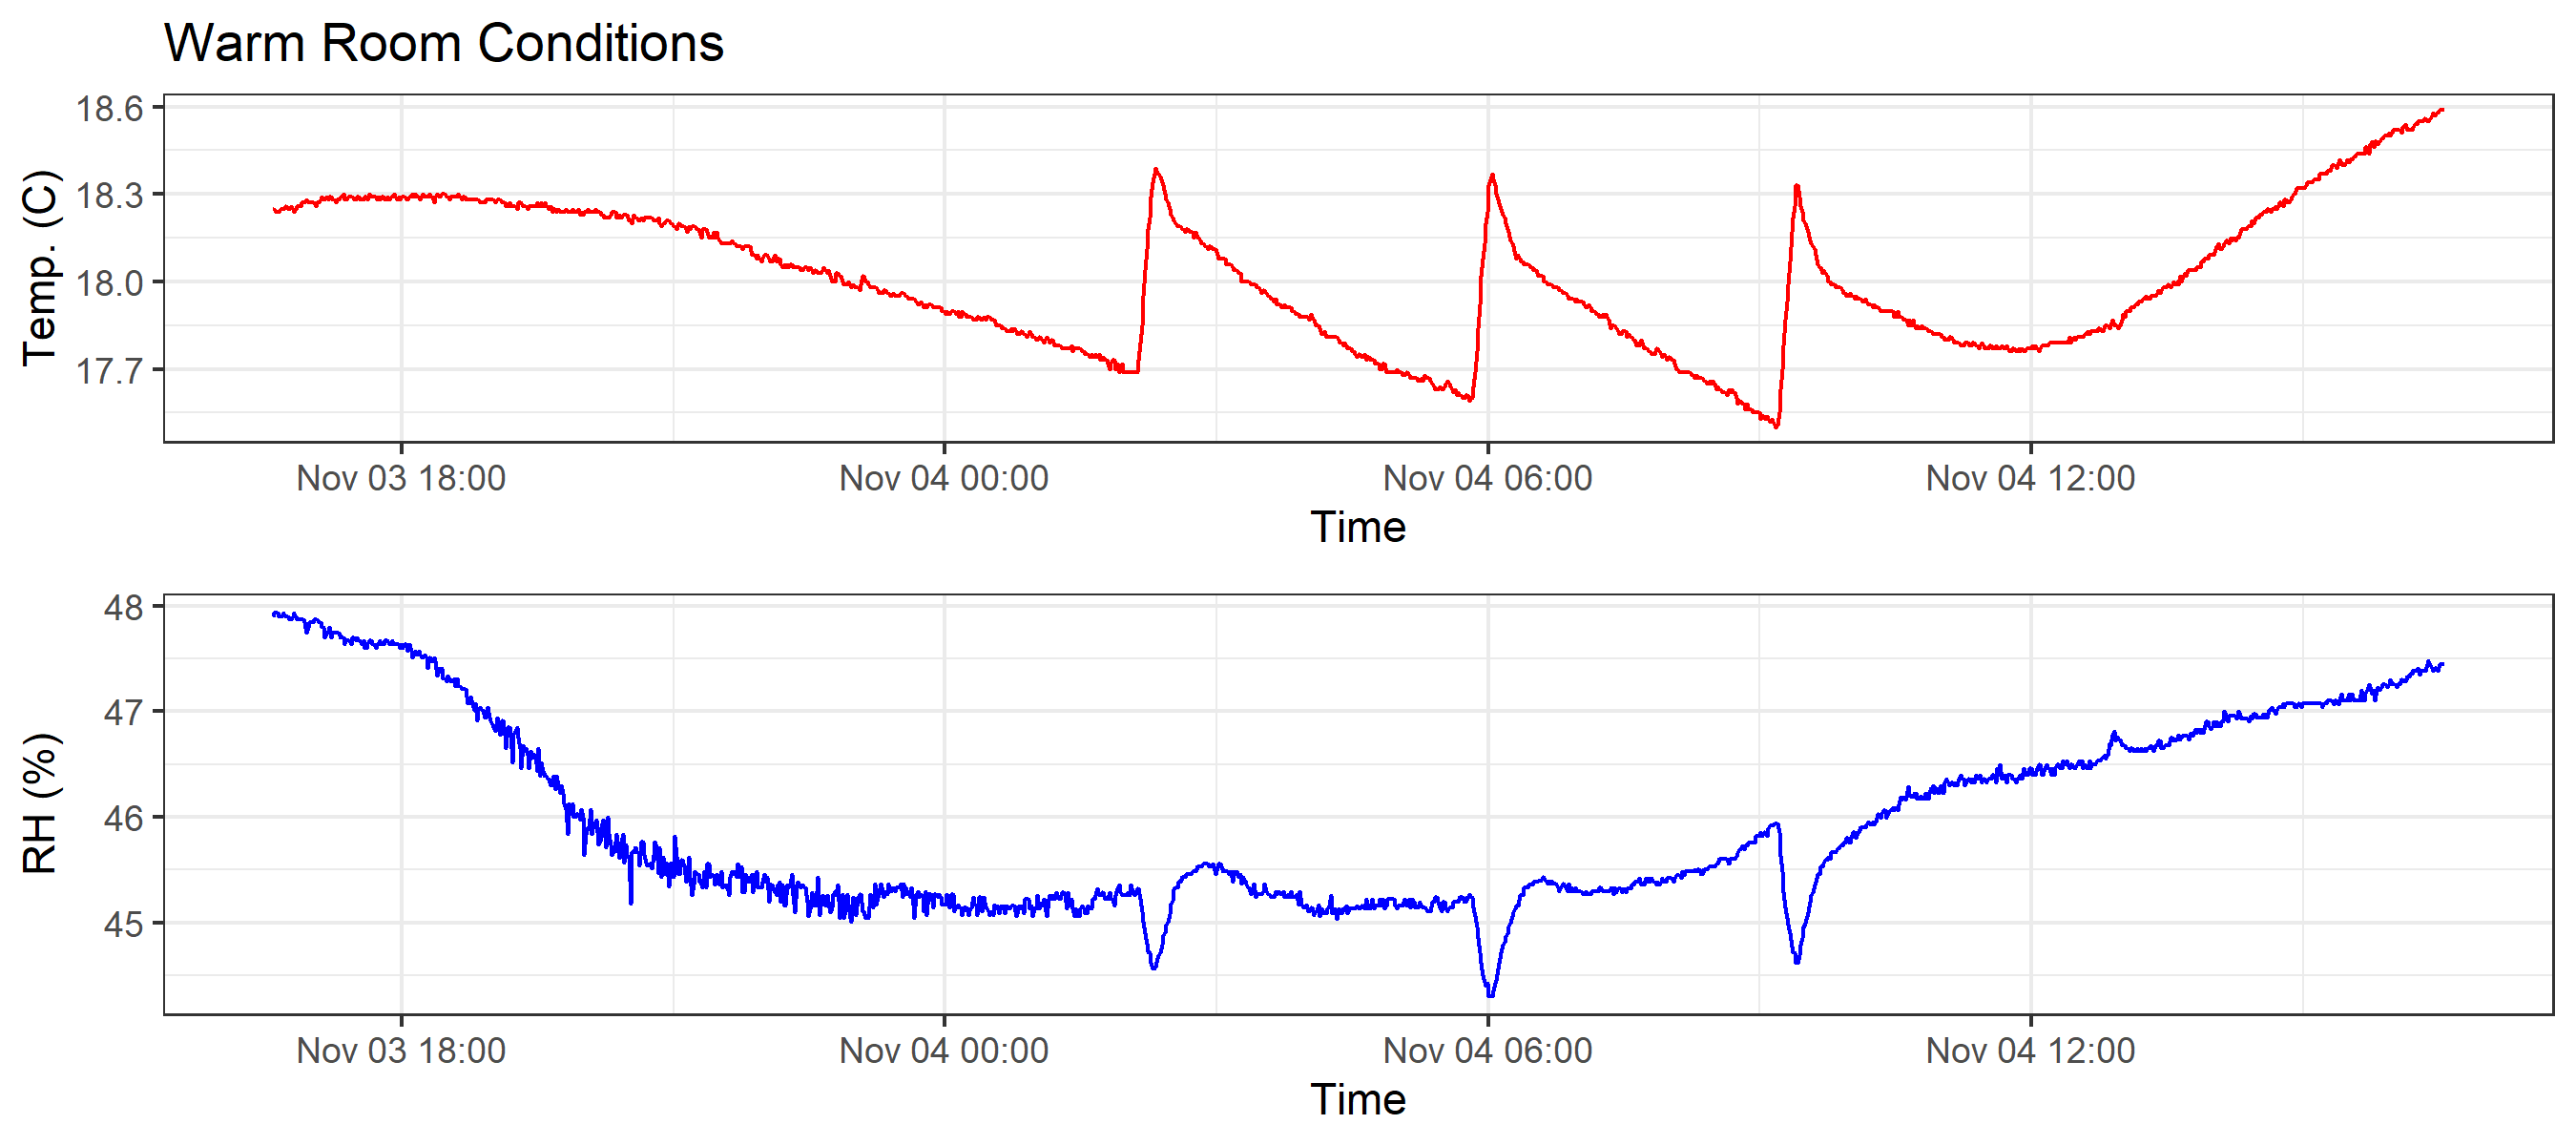 Warm Room Conditions
18.6
18.3
18.0
17.7
Temp. (C)
Nov 03 18:00 Nov 04 00:00 Nov 04 06:00 Nov 04 12:00
Time
48
47
46
45
RH (%)
Nov 03 18:00 Nov 04 00:00 Nov 04 06:00 Nov 04 12:00
Time